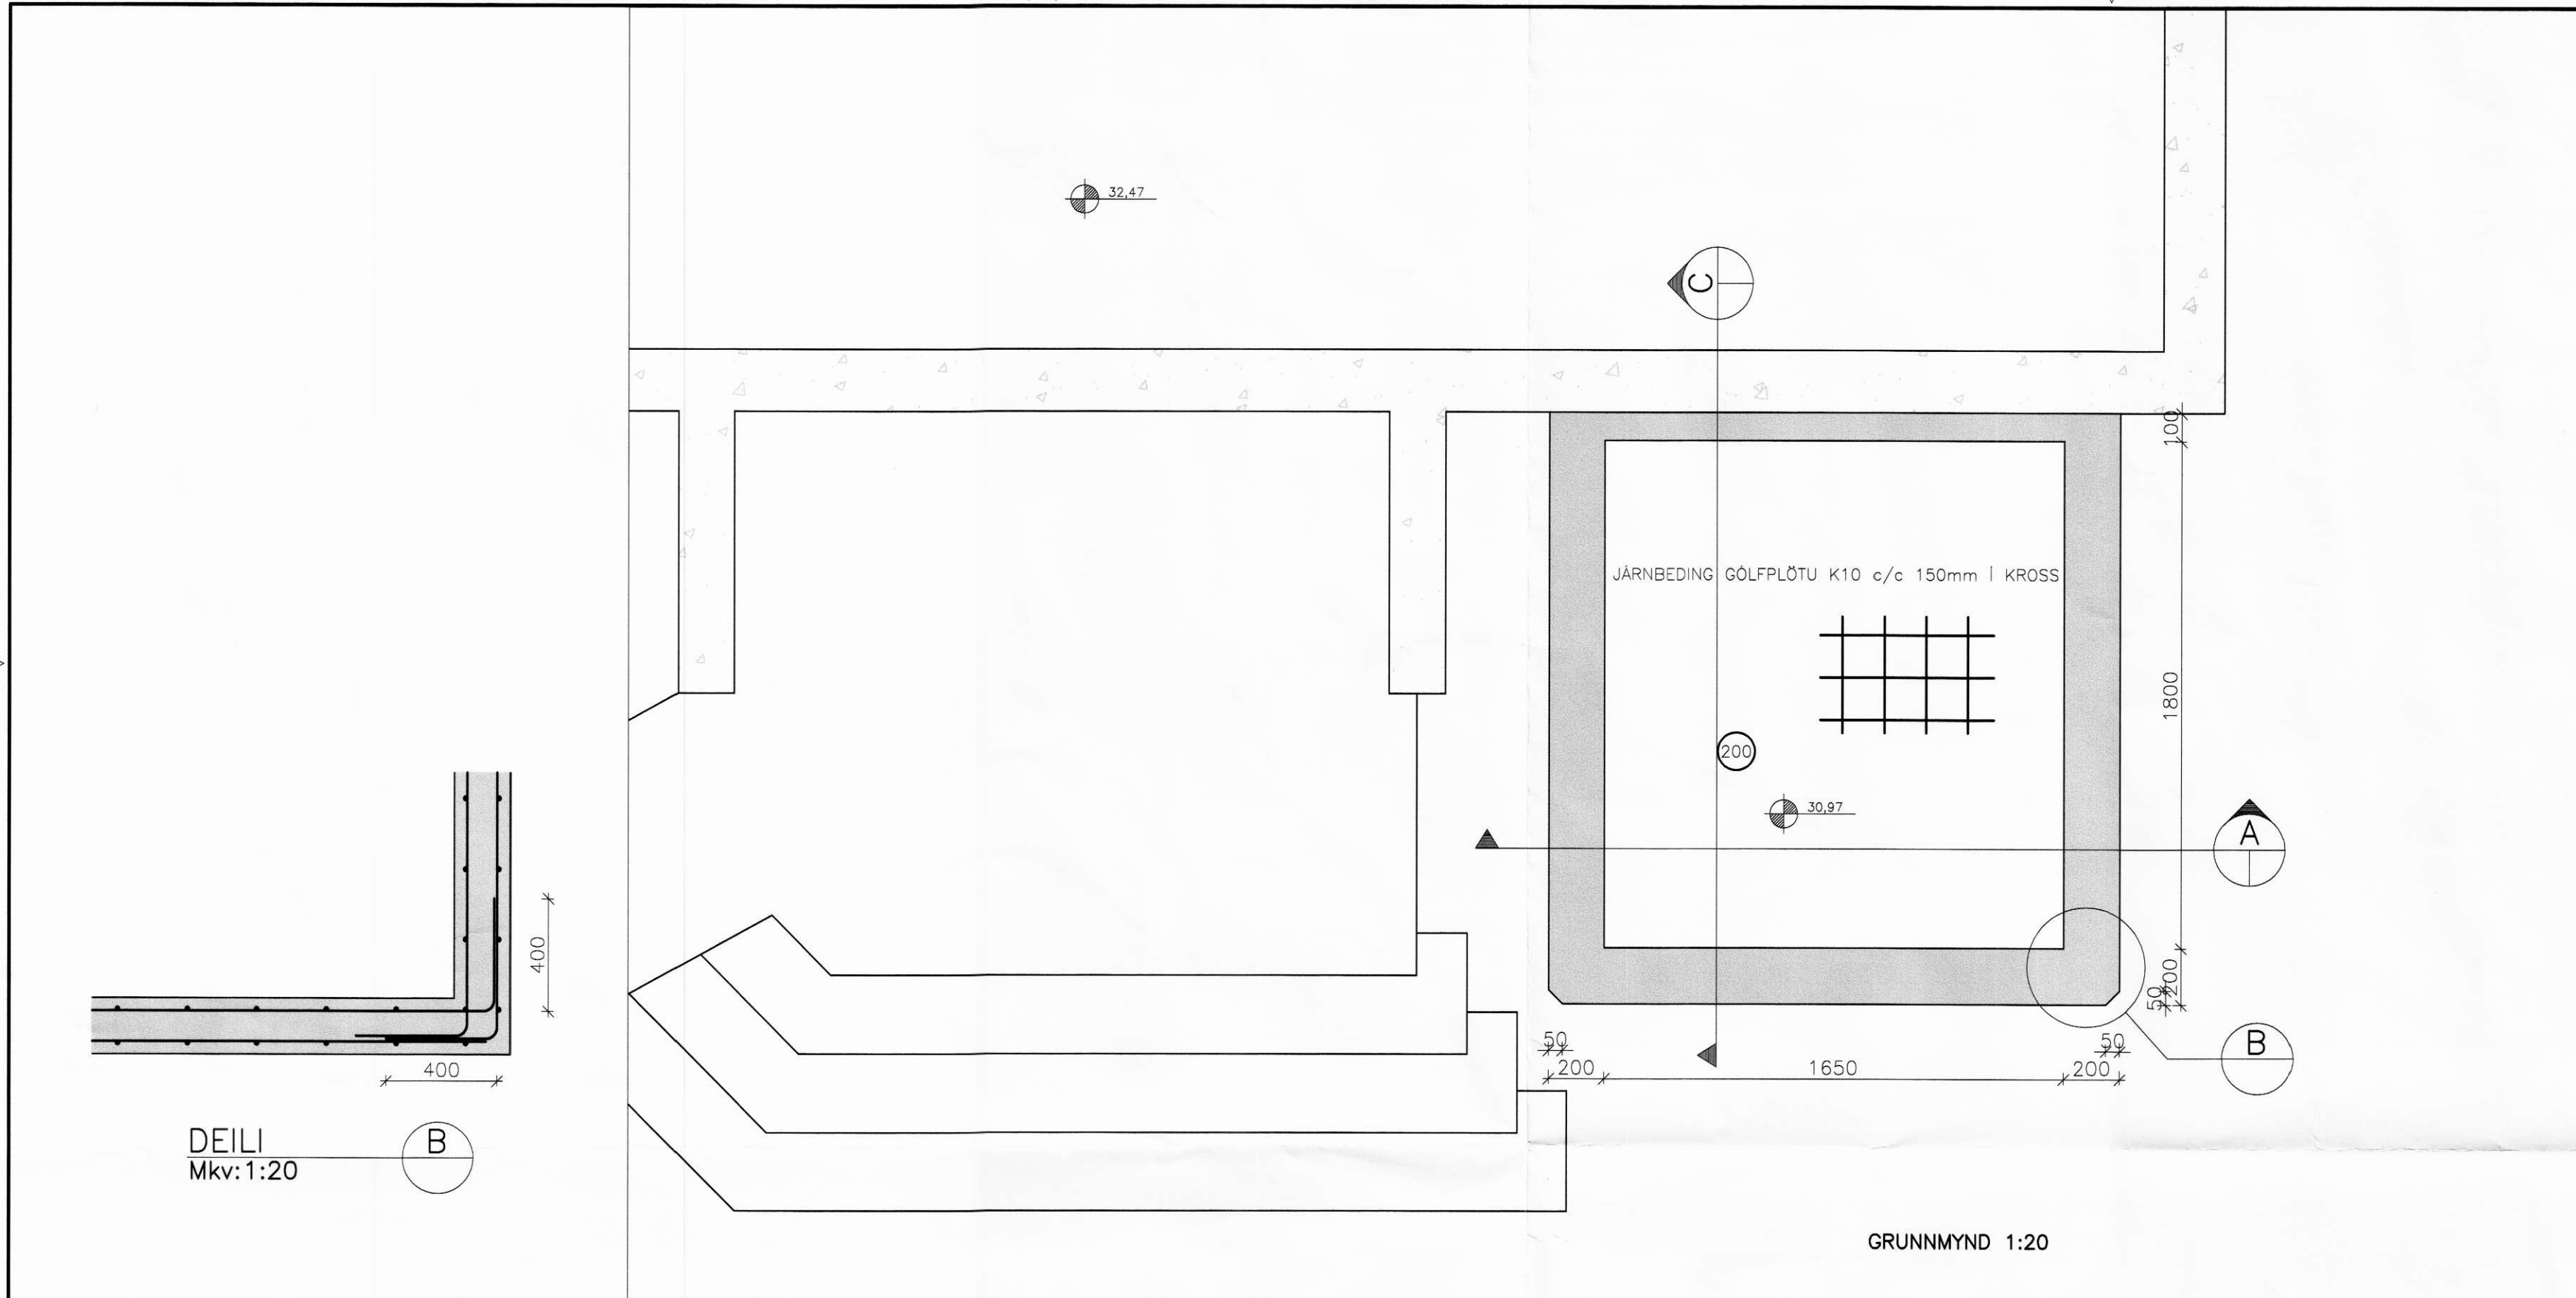 32,47
C
100
JÁRNBEDING GÓLFPLÖTU K10 c/c 150mm Í KROSS
1800
200
30,97
A
400
200
50
50
50
B
200
1650
200
400
DEILI
B
Mkv:1:20
GRUNNMYND 1:20